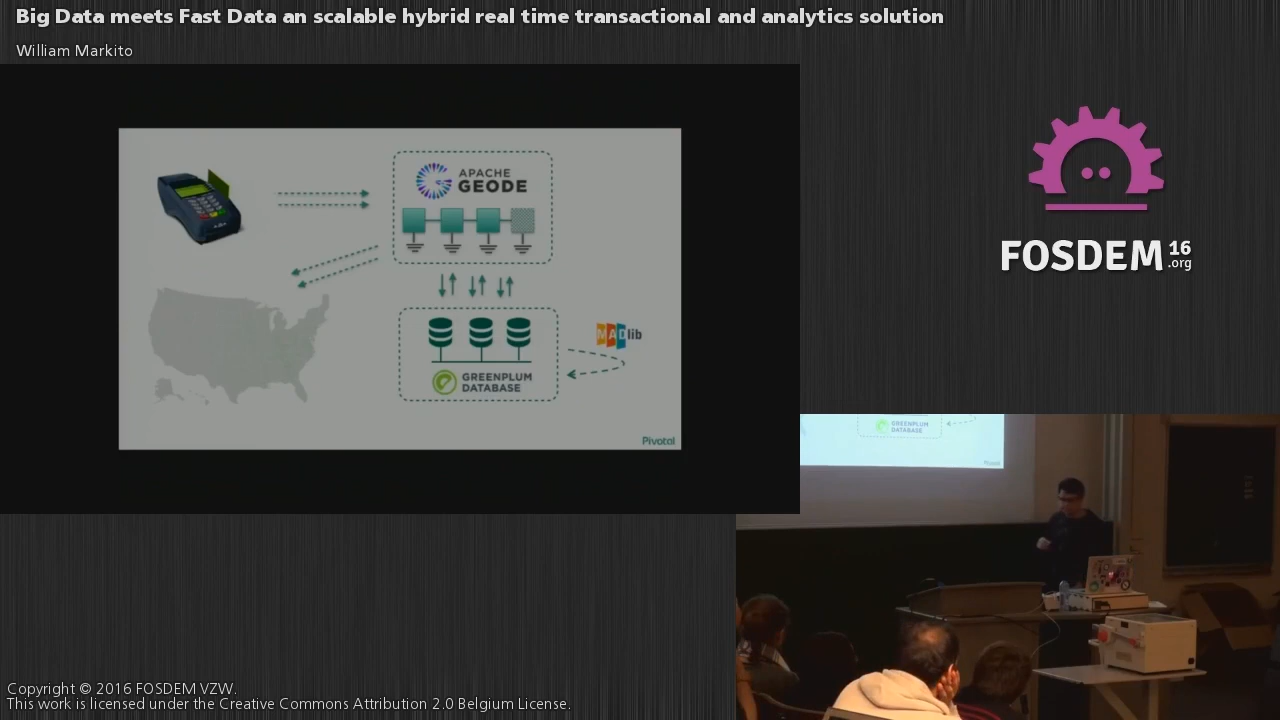 Big Data meets Fast Data an scalable hybrid real time transactional and analytics solution
William Markito
APACHE
GEODE
MADlib
GREENPLUM
DATABASE
Pivotal
FOSDEM 16
.org
GREENPLUM
DATABASE
Pivotal
Copyright © 2016 FOSDEM VZW.
This work is licensed under the Creative Commons Attribution 2.0 Belgium License.